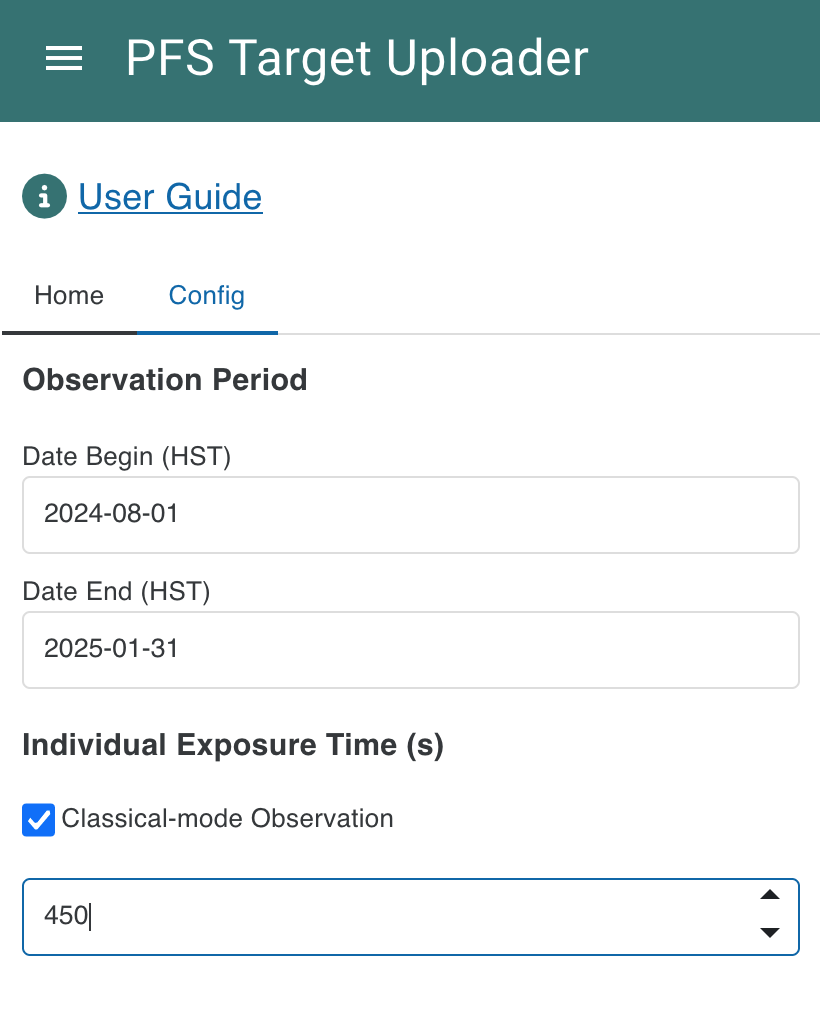 PFS Target Uploader
User Guide
Home Config
Observation Period
Date Begin (HST)
2024-08-01
Date End (HST)
2025-01-31
Individual Exposure Time (s)
Classical-mode Observation
450